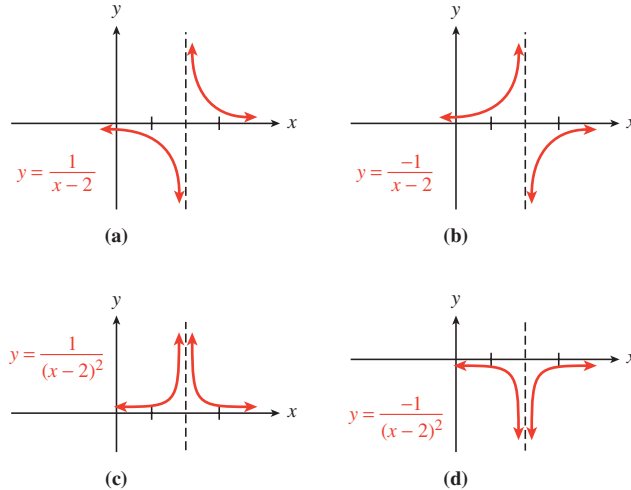 y
x
y = 1/(x – 2)
(a)
y
x
y = –1/(x – 2)
(b)
y
x
y = 1/(x – 2)²
(c)
y
x
y = –1/(x – 2)²
(d)